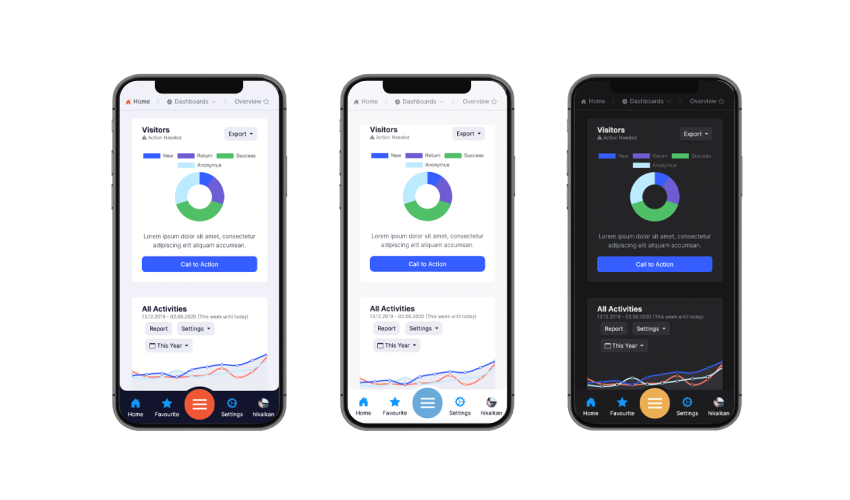 Home Dashboards Overview
Visitors
Action Needed
Export
New Return Success
Anonymus
Lorem ipsum dolor sit amet, consectetur
adipiscing elit aliquam accumsan.
Call to Action
All Activities
13.12.2019 - 03.08.2020 (This week until today)
Report Settings
This Year
Home Favourite Settings hikalkan
Home Dashboards Overview
Visitors
Action Needed
Export
New Return Success
Anonymus
Lorem ipsum dolor sit amet, consectetur
adipiscing elit aliquam accumsan.
Call to Action
All Activities
13.12.2019 - 03.08.2020 (This week until today)
Report Settings
This Year
Home Favourite Settings hikalkan
Home Dashboards Overview
Visitors
Action Needed
Export
New Return Success
Anonymus
Lorem ipsum dolor sit amet, consectetur
adipiscing elit aliquam accumsan.
Call to Action
All Activities
13.12.2019 - 03.08.2020 (This week until today)
Report Settings
This Year
Home Favourite Settings hikalkan